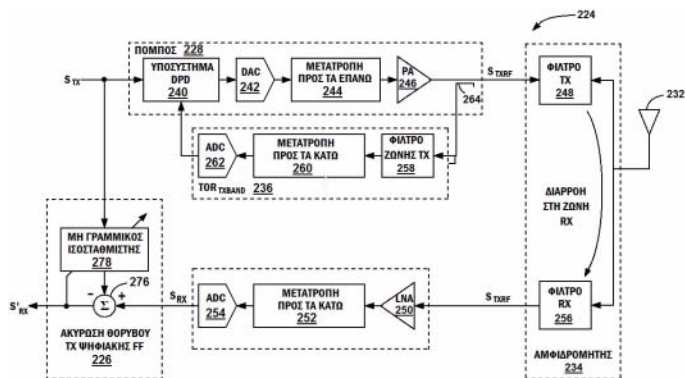 224
ΠΟΜΠΟΣ 228
S TX
ΥΠΟΣΥΣΤΗΜΑ
DPD
240
DAC
242
ΜΕΤΑΤΡΟΠΗ
ΠΡΟΣ ΤΑ ΕΠΑΝΩ
244
PA
246
S TXRF
264
ΦΙΛΤΡΟ
TX
248
232
ADC
262
ΜΕΤΑΤΡΟΠΗ
ΠΡΟΣ ΤΑ ΚΑΤΩ
260
ΦΙΛΤΡΟ
ΖΩΝΗΣ TX
258
TOR TXBAND 236
ΔΙΑΡΡΟΗ
ΣΤΗ ΖΩΝΗ
RX
ΜΗ ΓΡΑΜΜΙΚΟΣ
ΙΣΟΣΤΑΘΜΙΣΤΗΣ
278
276
− +
Σ
S' RX
S RX
ADC
254
ΜΕΤΑΤΡΟΠΗ
ΠΡΟΣ ΤΑ ΚΑΤΩ
252
LNA
250
S TXRF
ΦΙΛΤΡΟ
RX
256
ΑΚΥΡΩΣΗ ΘΟΡΥΒΟΥ
TX ΨΗΦΙΑΚΗΣ FF
226
ΑΜΦΙΔΡΟΜΗΤΗΣ
234